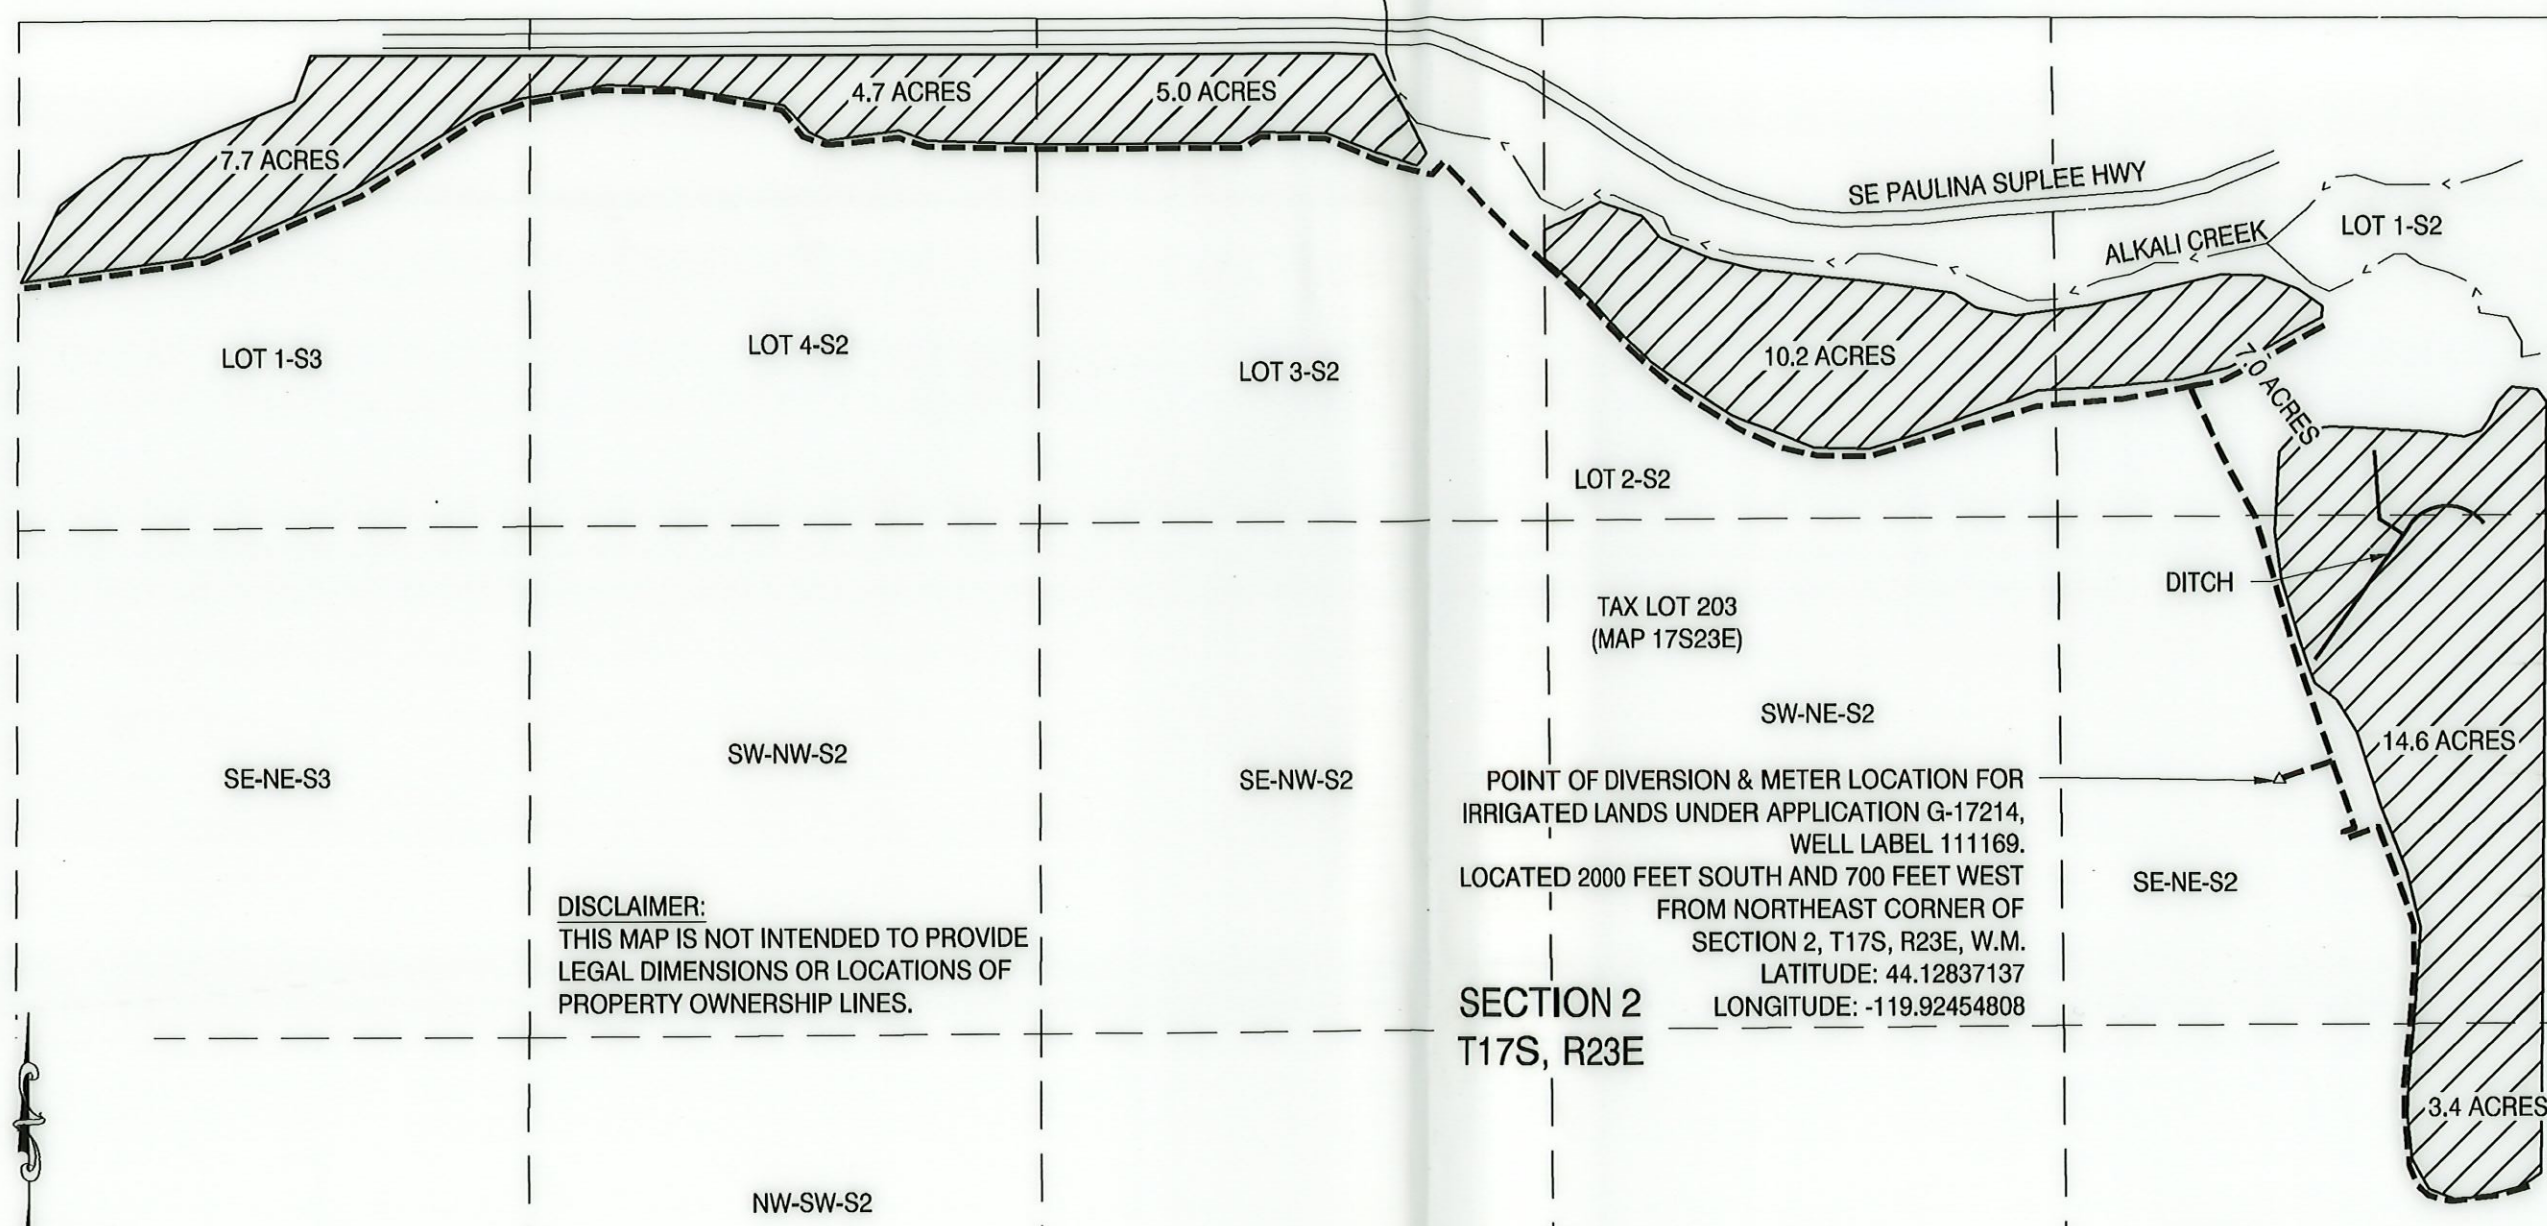 4.7 ACRES
5.0 ACRES
7.7 ACRES
SE PAULINA SUPLEE HWY
ALKALI CREEK
LOT 1-S2
LOT 1-S3
LOT 4-S2
LOT 3-S2
10.2 ACRES
7.0 ACRES
LOT 2-S2
DITCH
TAX LOT 203
(MAP 17S23E)
SW-NE-S2
14.6 ACRES
SE-NE-S3
SW-NW-S2
SE-NW-S2
POINT OF DIVERSION & METER LOCATION FOR
IRRIGATED LANDS UNDER APPLICATION G-17214,
WELL LABEL 111169.
LOCATED 2000 FEET SOUTH AND 700 FEET WEST
FROM NORTHEAST CORNER OF
SECTION 2, T17S, R23E, W.M.
LATITUDE: 44.12837137
LONGITUDE: -119.92454808
SE-NE-S2
DISCLAIMER:
THIS MAP IS NOT INTENDED TO PROVIDE
LEGAL DIMENSIONS OR LOCATIONS OF
PROPERTY OWNERSHIP LINES.
SECTION 2
T17S, R23E
3.4 ACRES
NW-SW-S2